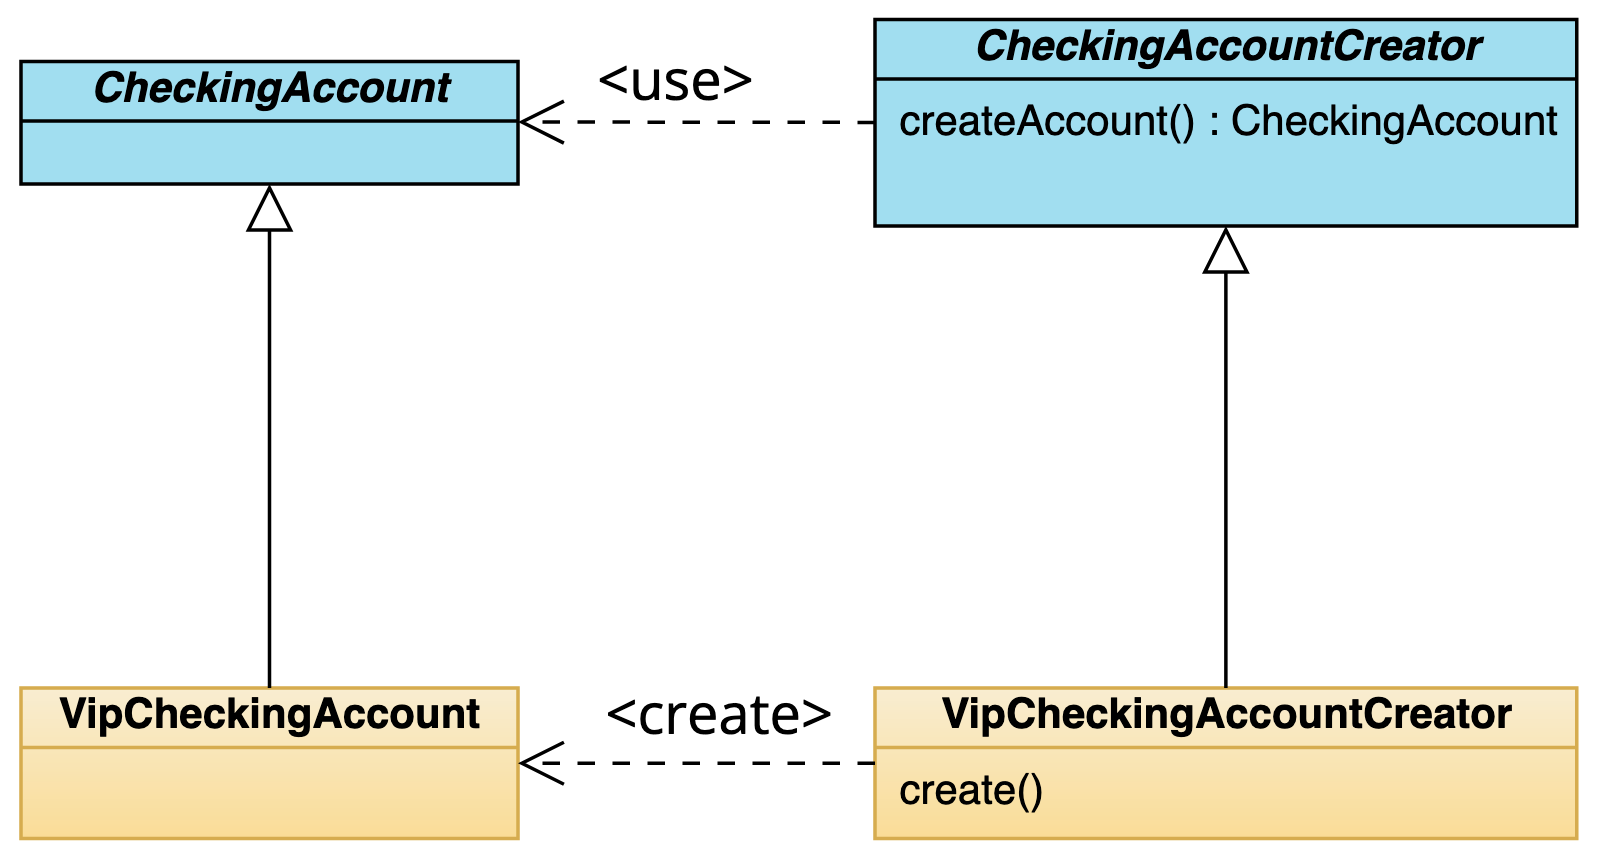 CheckingAccount
<use>
CheckingAccountCreator
createAccount() : CheckingAccount
VipCheckingAccount
<create>
VipCheckingAccountCreator
create()